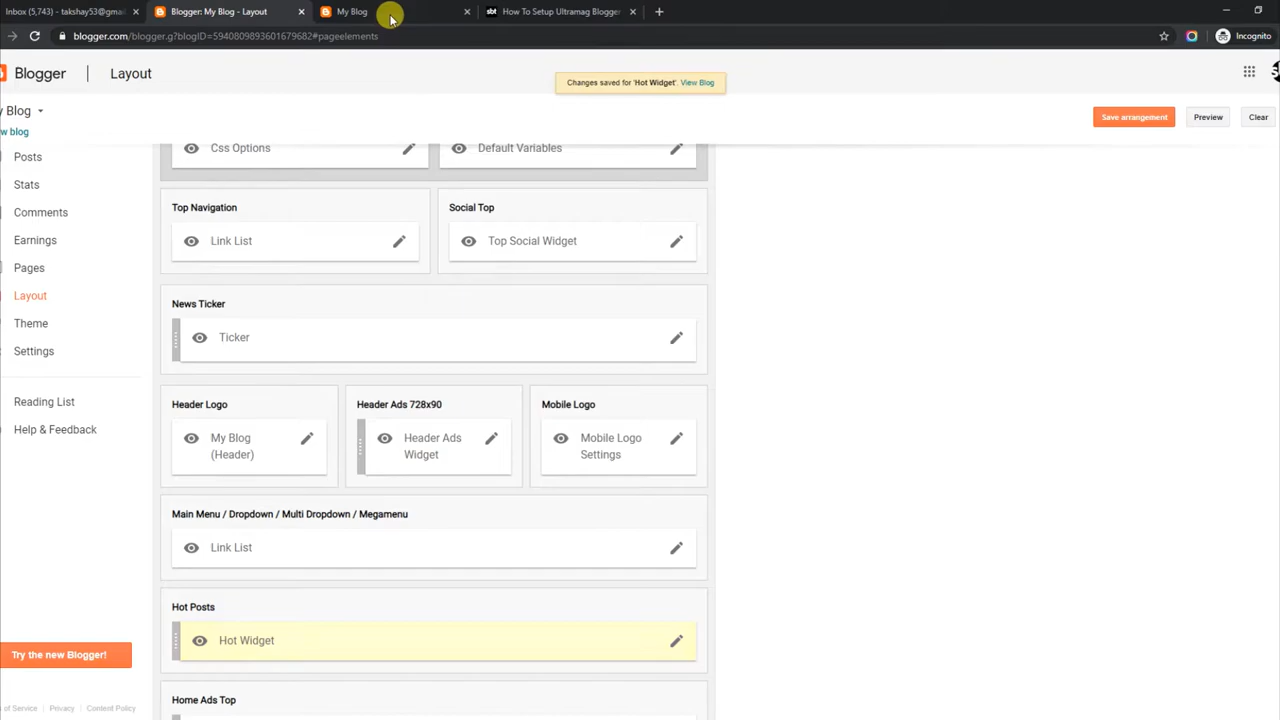 Inbox (5,743) - takshay53@gmail
Blogger: My Blog - Layout
My Blog
How To Setup Ultramag Blogger
blogger.com/blogger.g?blogID=5940809893601679682#pageelements
Incognito
Blogger
Layout
Changes saved for 'Hot Widget'. View Blog
y Blog
w blog
Save arrangement
Preview
Clear
Posts
Stats
Comments
Earnings
Pages
Layout
Theme
Settings
Reading List
Help & Feedback
Try the new Blogger!
of Service
Privacy
Content Policy
Css Options
Default Variables
Top Navigation
Link List
Social Top
Top Social Widget
News Ticker
Ticker
Header Logo
My Blog
(Header)
Header Ads 728x90
Header Ads
Widget
Mobile Logo
Mobile Logo
Settings
Main Menu / Dropdown / Multi Dropdown / Megamenu
Link List
Hot Posts
Hot Widget
Home Ads Top